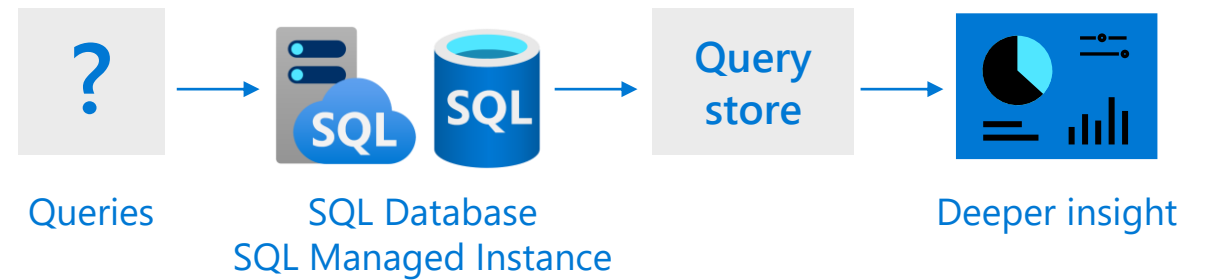 ?
SQL
SQL
Query
store
Queries
SQL Database
SQL Managed Instance
Deeper insight